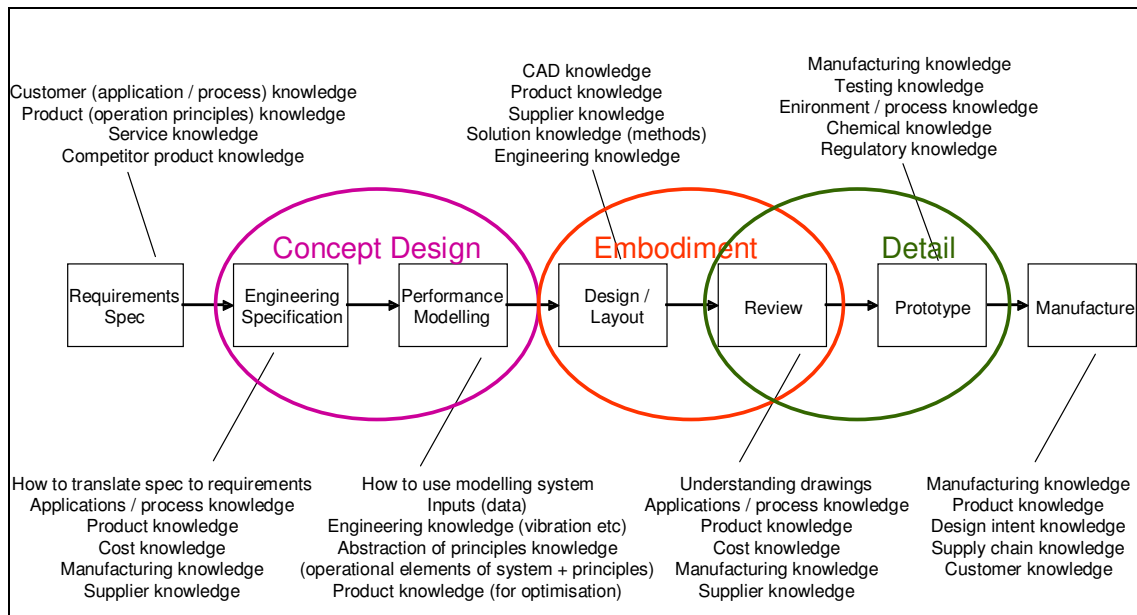 Customer (application / process) knowledge
Product (operation principles) knowledge
Service knowledge
Competitor product knowledge
CAD knowledge
Product knowledge
Supplier knowledge
Solution knowledge (methods)
Engineering knowledge
Manufacturing knowledge
Testing knowledge
Enironment / process knowledge
Chemical knowledge
Regulatory knowledge
Concept Design
Embodiment
Detail
Requirements
Spec
Engineering
Specification
Performance
Modelling
Design /
Layout
Review
Prototype
Manufacture
How to translate spec to requirements
Applications / process knowledge
Product knowledge
Cost knowledge
Manufacturing knowledge
Supplier knowledge
How to use modelling system
Inputs (data)
Engineering knowledge (vibration etc)
Abstraction of principles knowledge
(operational elements of system + principles)
Product knowledge (for optimisation)
Understanding drawings
Applications / process knowledge
Product knowledge
Cost knowledge
Manufacturing knowledge
Supplier knowledge
Manufacturing knowledge
Product knowledge
Design intent knowledge
Supply chain knowledge
Customer knowledge